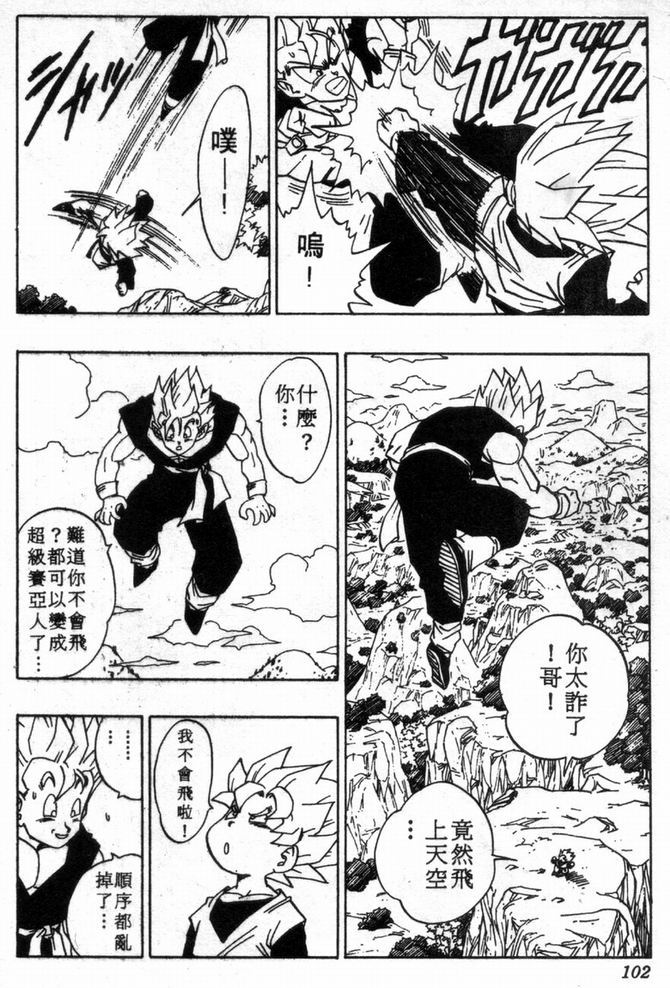 嗚！
噗—！
シャッ
你太詐了
！哥！
竟然飛
上天空
…
什麼？
你…
難道你不會飛
？都可以變成
超級賽亞人了…
我不會飛啦！
……
……
順序都亂
掉了…
102